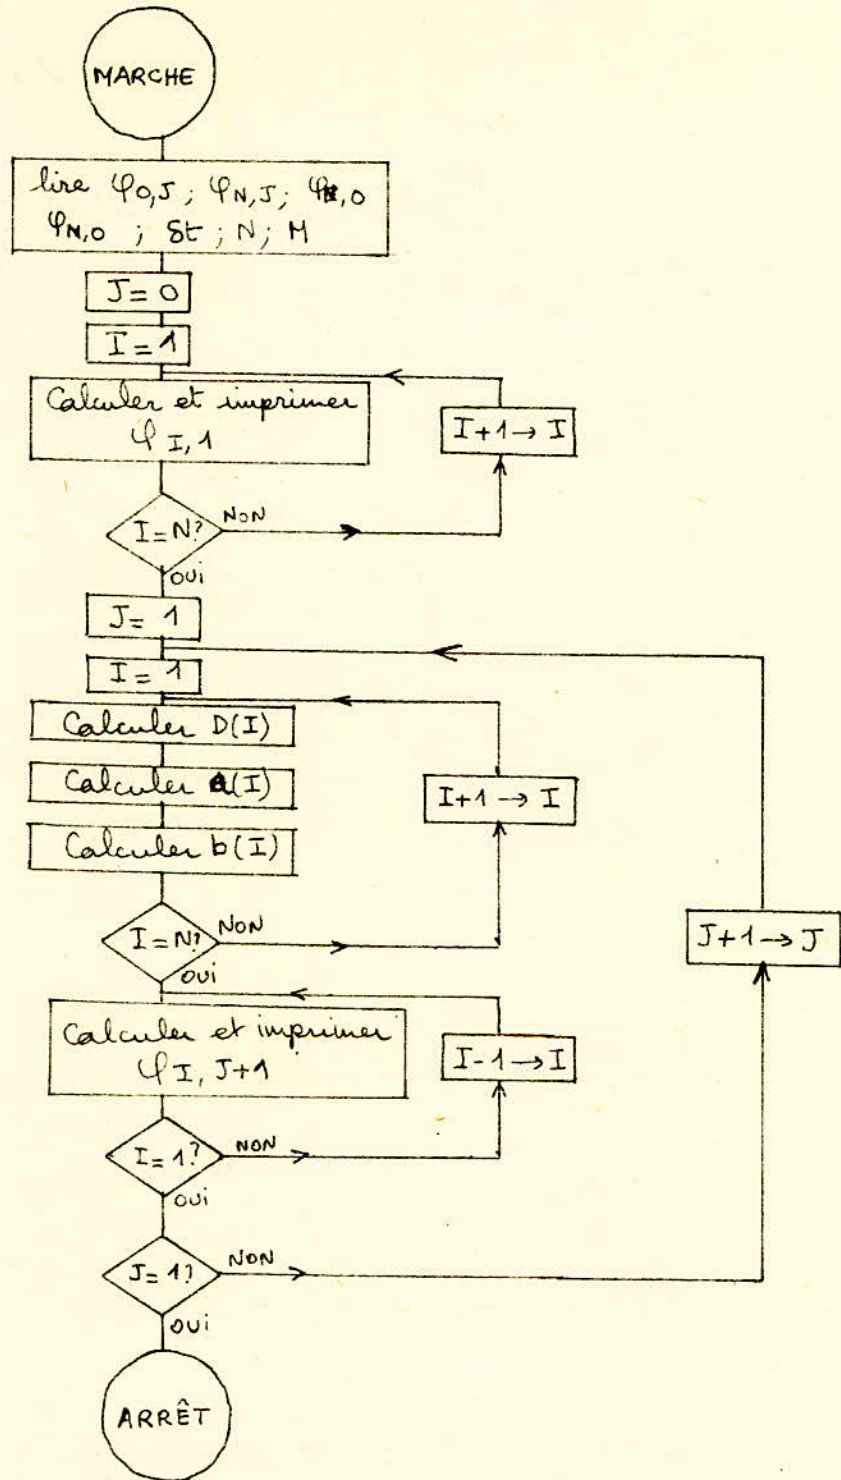 MARCHE
lire φ0,J ; φN,J ; φ,0
φN,0 ; δt ; N ; M
J = 0
I = 1
Calculer et imprimer
φI,1
I+1 → I
I = N?
NON
OUI
J = 1
I = 1
Calculer D(I)
Calculer a(I)
Calculer b(I)
I+1 → I
I = N?
NON
OUI
J+1 → J
Calculer et imprimer
φI, J+1
I-1 → I
I = 1?
NON
OUI
J = 1?
NON
OUI
ARRÊT